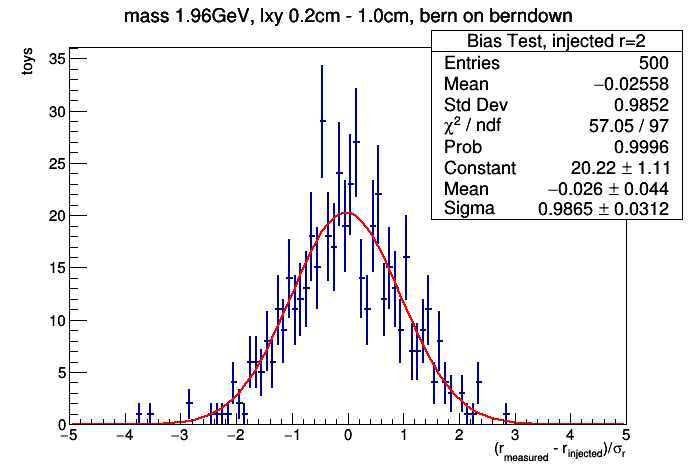 mass 1.96GeV, lxy 0.2cm - 1.0cm, bern on berndown
Bias Test, injected r=2
Entries 500
Mean −0.02558
Std Dev 0.9852
χ² / ndf 57.05 / 97
Prob 0.9996
Constant 20.22 ± 1.11
Mean −0.026 ± 0.044
Sigma 0.9865 ± 0.0312
toys
35
30
25
20
15
10
5
0
−5 −4 −3 −2 −1 0 1 2 3 4 5
(r_measured - r_injected)/σ_r